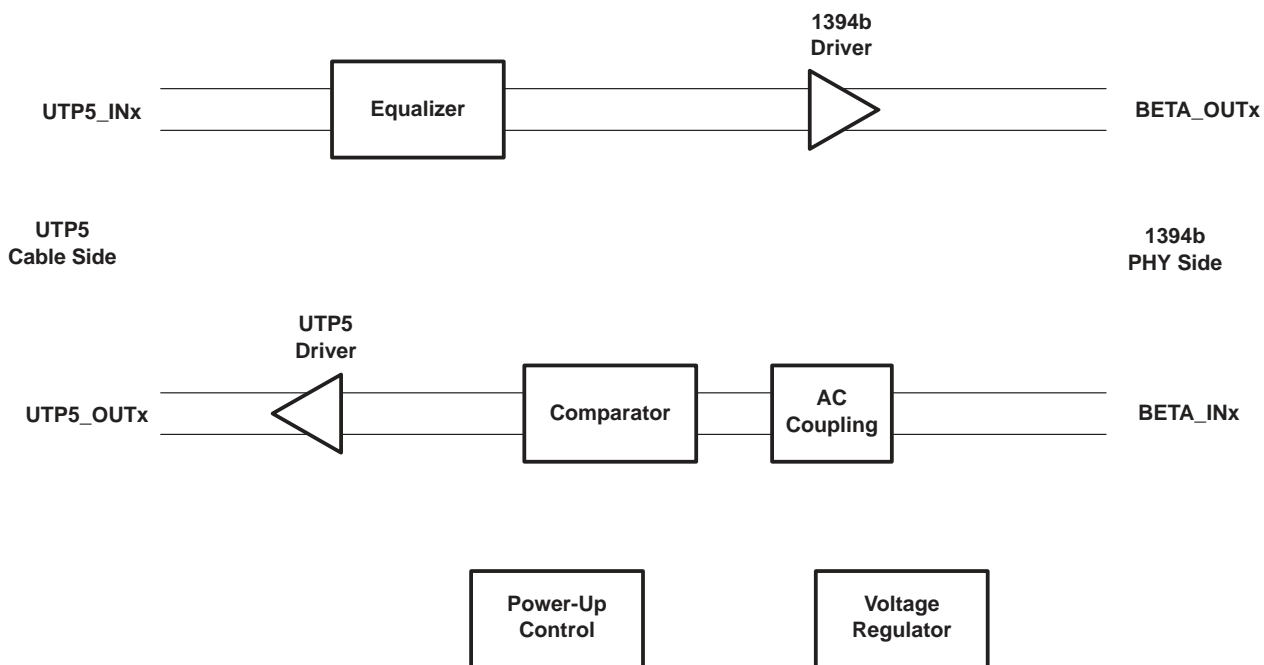 1394b
Driver
UTP5_INx
Equalizer
BETA_OUTx
UTP5
Cable Side
1394b
PHY Side
UTP5
Driver
UTP5_OUTx
Comparator
AC
Coupling
BETA_INx
Power-Up
Control
Voltage
Regulator